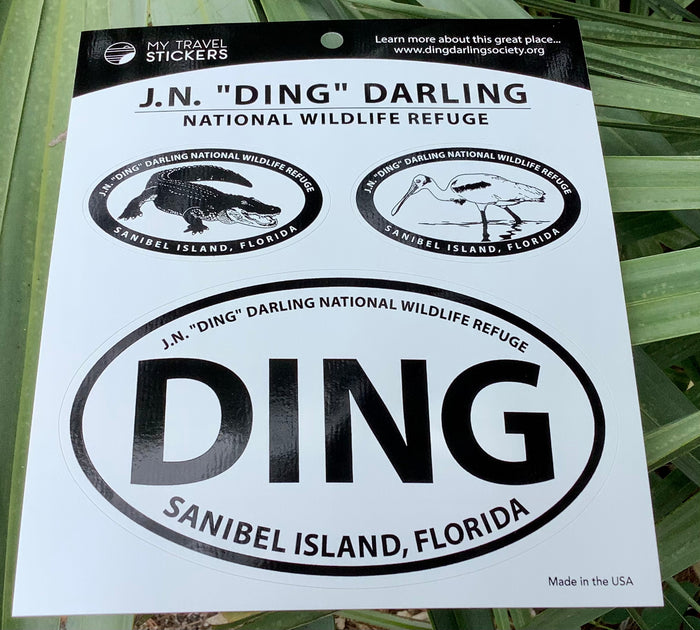 MY TRAVEL
STICKERS
Learn more about this great place...
www.dingdarlingsociety.org
J.N. "DING" DARLING
NATIONAL WILDLIFE REFUGE
J.N. "DING" DARLING NATIONAL WILDLIFE REFUGE
SANIBEL ISLAND, FLORIDA
J.N. "DING" DARLING NATIONAL WILDLIFE REFUGE
SANIBEL ISLAND, FLORIDA
J.N. "DING" DARLING NATIONAL WILDLIFE REFUGE
DING
SANIBEL ISLAND, FLORIDA
Made in the USA